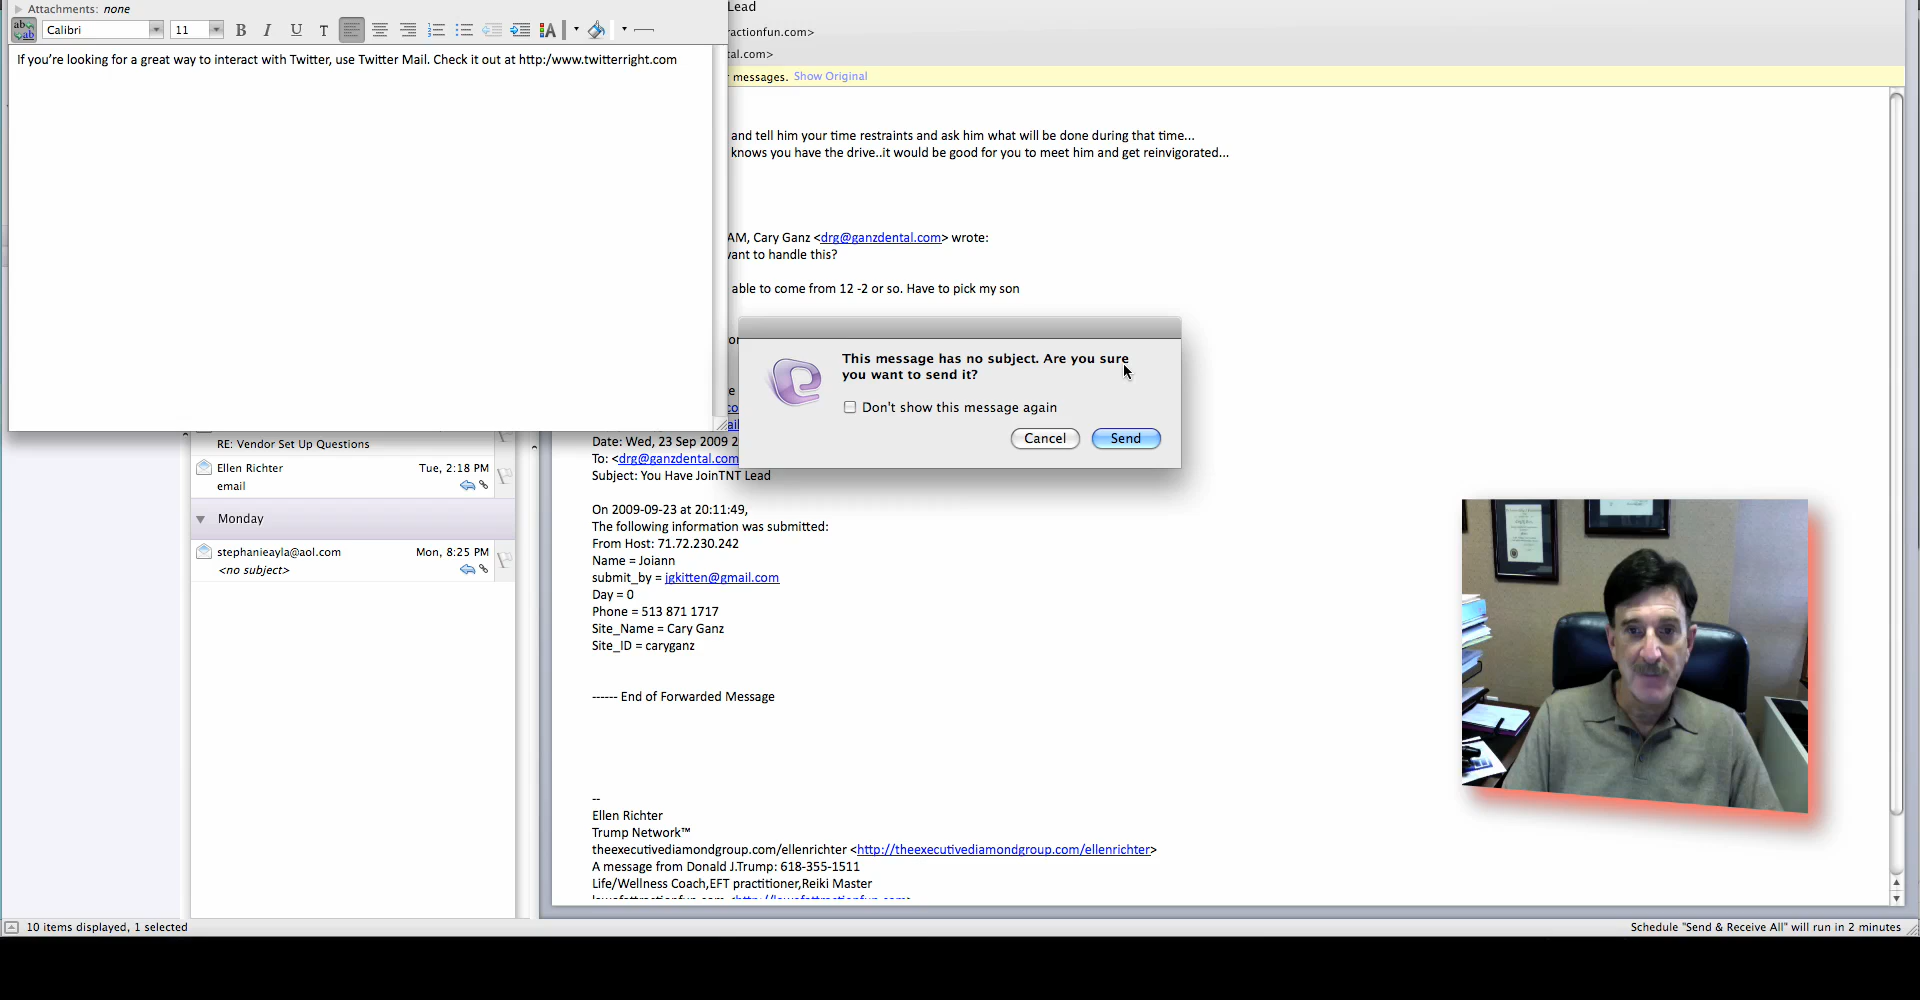 Attachments: none
Calibri
11
B I U T
If you're looking for a great way to interact with Twitter, use Twitter Mail. Check it out at http:/www.twitterright.com
Lead
actionfun.com>
tal.com>
messages. Show Original
and tell him your time restraints and ask him what will be done during that time...
knows you have the drive..it would be good for you to meet him and get reinvigorated...
AM, Cary Ganz <drg@ganzdental.com> wrote:
want to handle this?
able to come from 12 -2 or so. Have to pick my son
This message has no subject. Are you sure
you want to send it?
Don't show this message again
Cancel
Send
RE: Vendor Set Up Questions
Ellen Richter
Tue, 2:18 PM
email
Monday
stephanieayla@aol.com
Mon, 8:25 PM
<no subject>
Date: Wed, 23 Sep 2009 2
To: <drg@ganzdental.com
Subject: You Have JoinTNT Lead
On 2009-09-23 at 20:11:49,
The following information was submitted:
From Host: 71.72.230.242
Name = Joiann
submit_by = jgkitten@gmail.com
Day = 0
Phone = 513 871 1717
Site_Name = Cary Ganz
Site_ID = caryganz
------ End of Forwarded Message
--
Ellen Richter
Trump Network™
theexecutivediamondgroup.com/ellenrichter <http://theexecutivediamondgroup.com/ellenrichter>
A message from Donald J.Trump: 618-355-1511
Life/Wellness Coach,EFT practitioner,Reiki Master
10 items displayed, 1 selected
Schedule "Send & Receive All" will run in 2 minutes